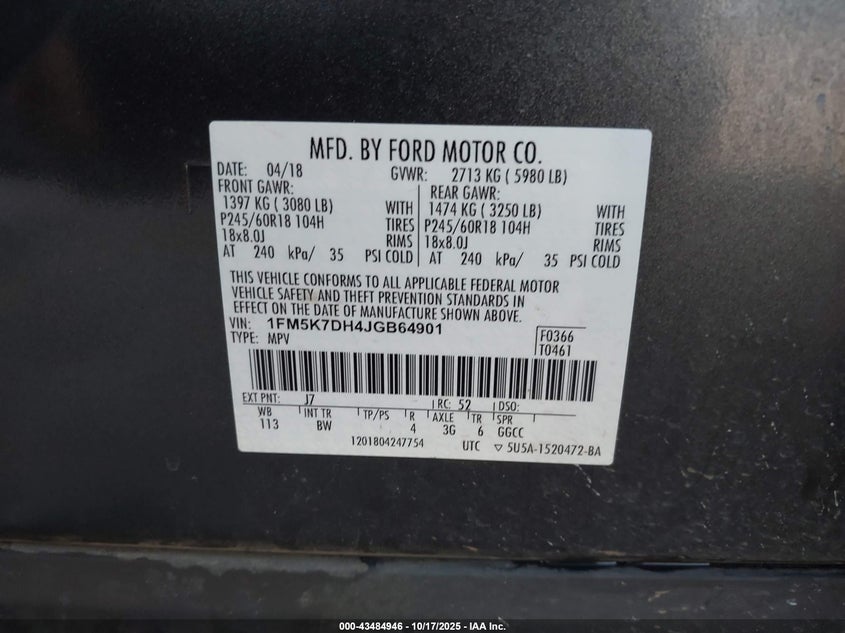 MFD. BY FORD MOTOR CO.
DATE: 04/18 GVWR: 2713 KG ( 5980 LB)
FRONT GAWR: REAR GAWR:
1397 KG ( 3080 LB) WITH 1474 KG ( 3250 LB) WITH
P245/60R18 104H TIRES P245/60R18 104H TIRES
18x8.0J RIMS 18x8.0J RIMS
AT 240 kPa/ 35 PSI COLD AT 240 kPa/ 35 PSI COLD
THIS VEHICLE CONFORMS TO ALL APPLICABLE FEDERAL MOTOR
VEHICLE SAFETY AND THEFT PREVENTION STANDARDS IN
EFFECT ON THE DATE OF MANUFACTURE SHOWN ABOVE.
VIN: 1FM5K7DH4JGB64901 F0366
TYPE: MPV T0461
EXT PNT: J7 RC: 52 DSO:
WB INT TR TP/PS R AXLE TR SPR
113 BW 4 3G 6 GGCC
1201804247754 UTC ▽ 5U5A-1520472-BA
000-43484946 | 10/17/2025 - IAA Inc.